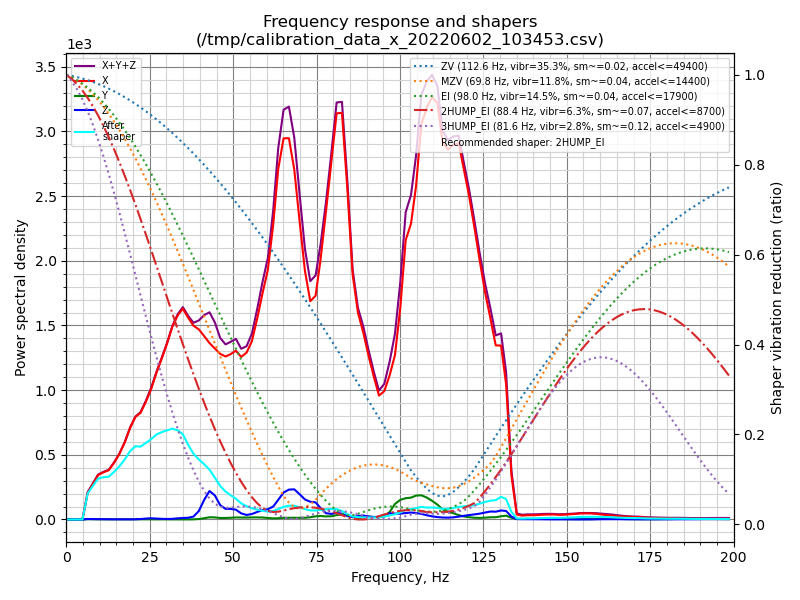 Frequency response and shapers
(/tmp/calibration_data_x_20220602_103453.csv)
1e3
X+Y+Z
X
Y
Z
After
shaper
ZV (112.6 Hz, vibr=35.3%, sm~=0.02, accel<=49400)
MZV (69.8 Hz, vibr=11.8%, sm~=0.04, accel<=14400)
EI (98.0 Hz, vibr=14.5%, sm~=0.04, accel<=17900)
2HUMP_EI (88.4 Hz, vibr=6.3%, sm~=0.07, accel<=8700)
3HUMP_EI (81.6 Hz, vibr=2.8%, sm~=0.12, accel<=4900)
Recommended shaper: 2HUMP_EI
Power spectral density
3.5
3.0
2.5
2.0
1.5
1.0
0.5
0.0
1.0
0.8
0.6
0.4
0.2
0.0
Shaper vibration reduction (ratio)
0 25 50 75 100 125 150 175 200
Frequency, Hz